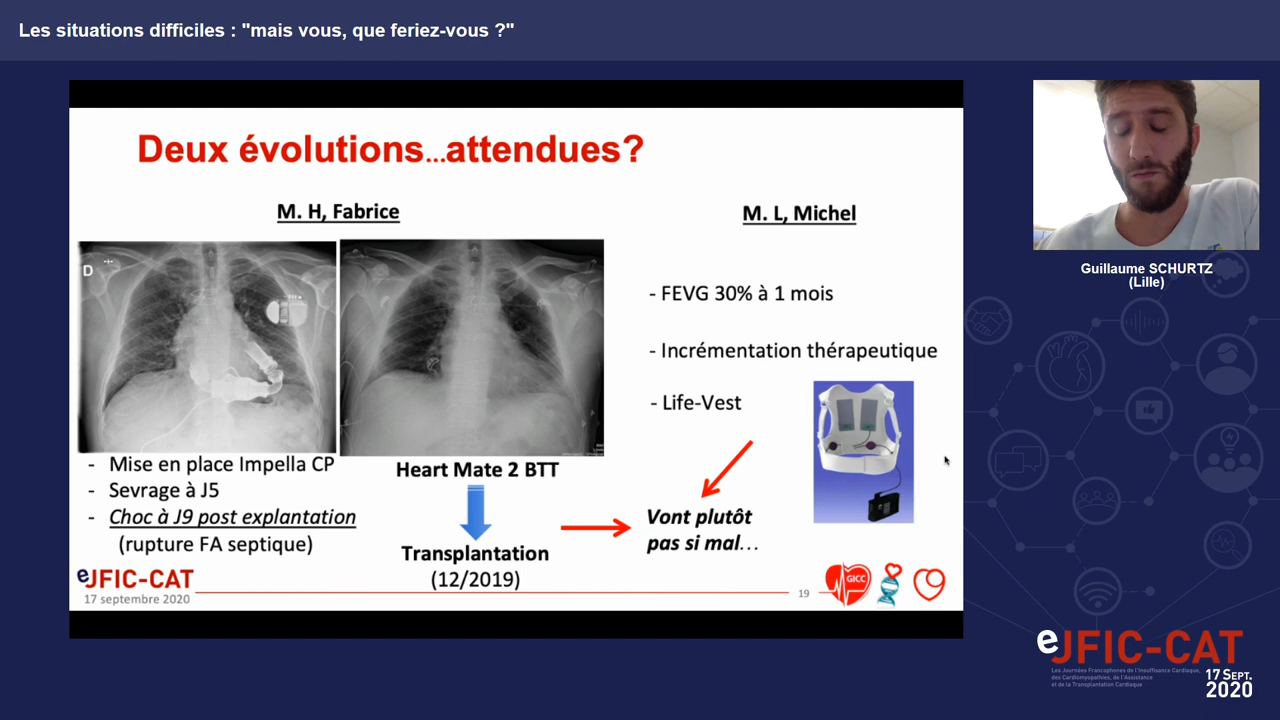 Les situations difficiles : "mais vous, que feriez-vous ?"
Deux évolutions...attendues?
M. H, Fabrice
M. L, Michel
D
- FEVG 30% à 1 mois
- Incrémentation thérapeutique
- Life-Vest
- Mise en place Impella CP
- Sevrage à J5
- Choc à J9 post explantation
(rupture FA septique)
Heart Mate 2 BTT
Transplantation
(12/2019)
Vont plutôt
pas si mal...
eJFIC-CAT
17 septembre 2020
19
GICC
Guillaume SCHURTZ
(Lille)
eJFIC-CAT
Les Journées Francophones de l'Insuffisance Cardiaque,
des Cardiomyopathies, de l'Assistance
et de la Transplantation Cardiaque
17 SEPT.
2020